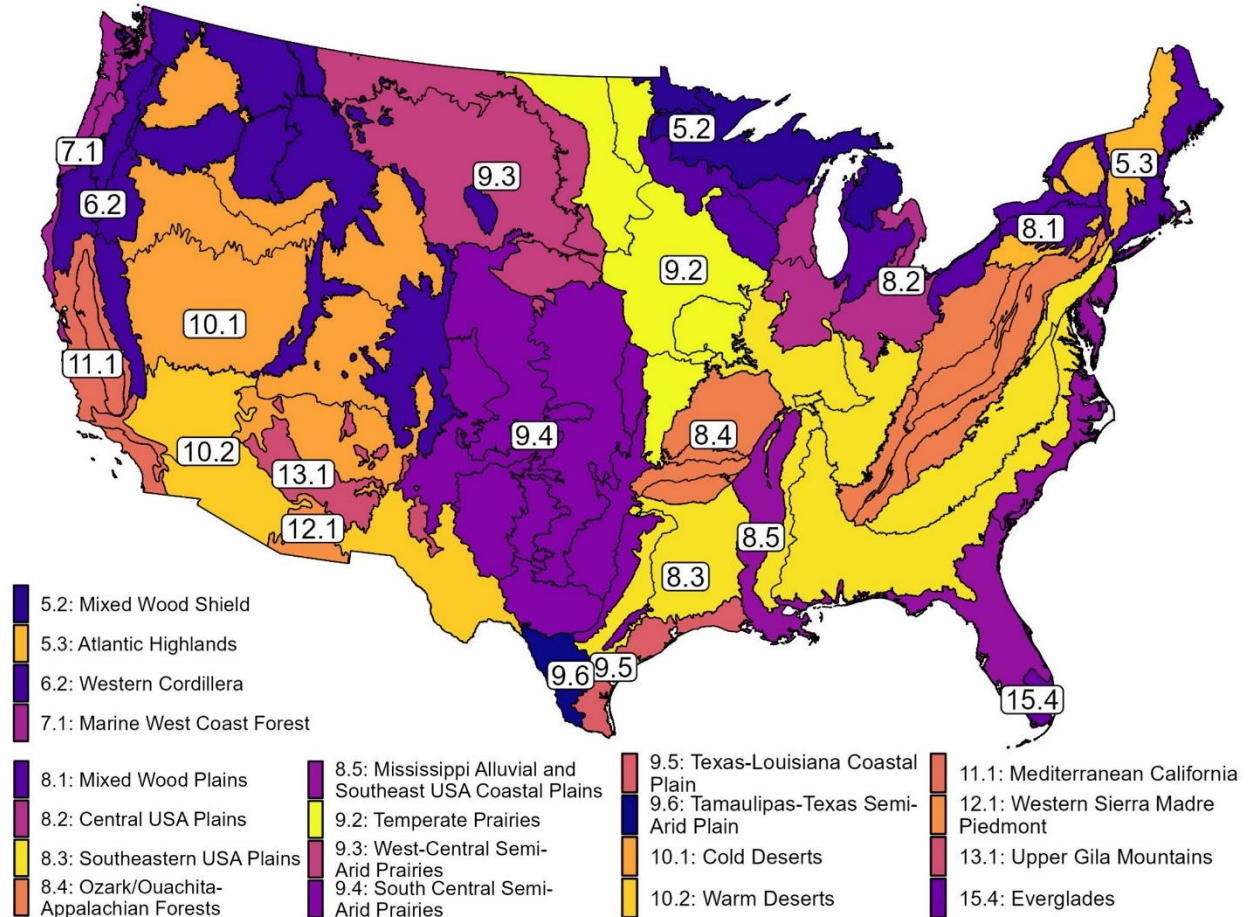 5.2
5.3
7.1
9.3
6.2
8.1
9.2
8.2
10.1
11.1
9.4
8.4
10.2
13.1
12.1
8.5
8.3
9.5
9.6
15.4
5.2: Mixed Wood Shield
5.3: Atlantic Highlands
6.2: Western Cordillera
7.1: Marine West Coast Forest
8.1: Mixed Wood Plains
8.2: Central USA Plains
8.3: Southeastern USA Plains
8.4: Ozark/Ouachita-
Appalachian Forests
8.5: Mississippi Alluvial and
Southeast USA Coastal Plains
9.2: Temperate Prairies
9.3: West-Central Semi-
Arid Prairies
9.4: South Central Semi-
Arid Prairies
9.5: Texas-Louisiana Coastal
Plain
9.6: Tamaulipas-Texas Semi-
Arid Plain
10.1: Cold Deserts
10.2: Warm Deserts
11.1: Mediterranean California
12.1: Western Sierra Madre
Piedmont
13.1: Upper Gila Mountains
15.4: Everglades